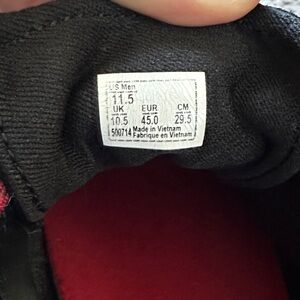 US Men
11.5
UK EUR CM
10.5 45.0 29.5
500714 Made in Vietnam
Fabriqué en Vietnam